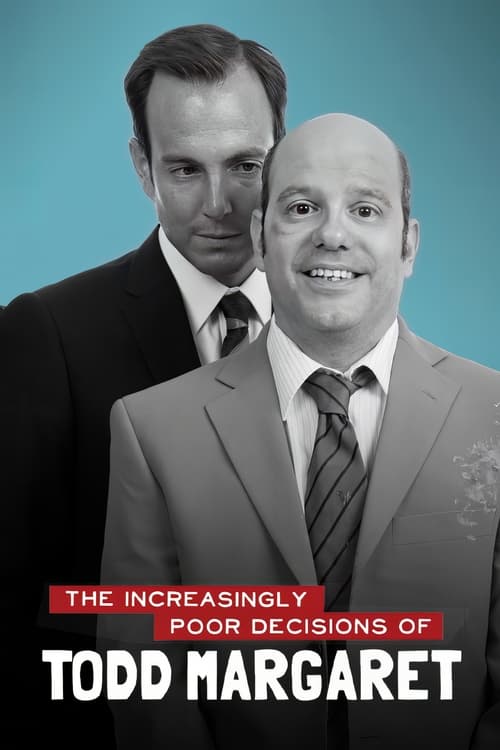 THE INCREASINGLY
POOR DECISIONS OF
TODD MARGARET